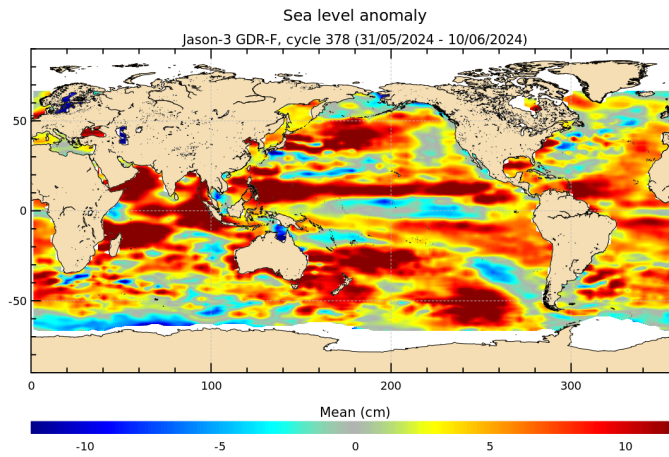 Sea level anomaly
Jason-3 GDR-F, cycle 378 (31/05/2024 - 10/06/2024)
50
0
-50
0 100 200 300
Mean (cm)
-10 -5 0 5 10